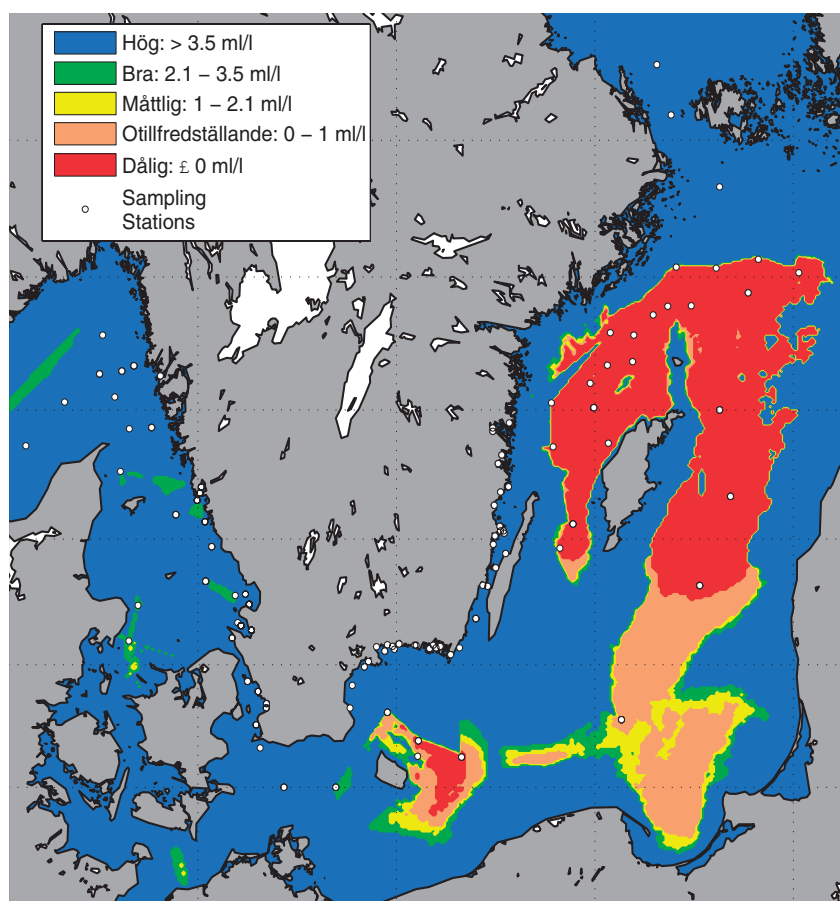 Hög: > 3.5 ml/l
Bra: 2.1 – 3.5 ml/l
Måttlig: 1 – 2.1 ml/l
Otillfredställande: 0 – 1 ml/l
Dålig: £ 0 ml/l
Sampling
Stations